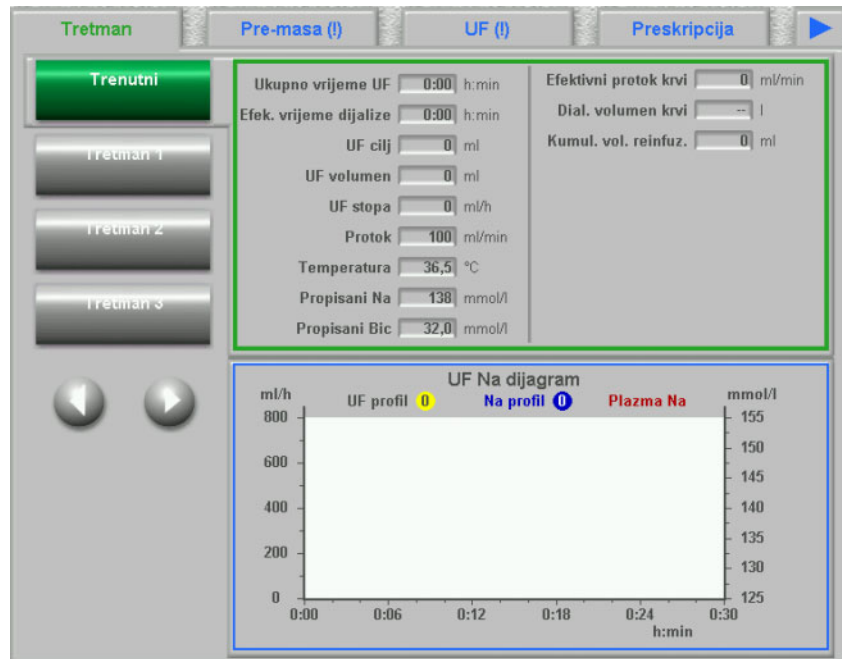 Tretman Pre-masa (!) UF (!) Preskripcija
Trenutni
Tretman 1
Tretman 2
Tretman 3
Ukupno vrijeme UF 0:00 h:min
Efek. vrijeme dijalize 0:00 h:min
UF cilj 0 ml
UF volumen 0 ml
UF stopa 0 ml/h
Protok 100 ml/min
Temperatura 36,5 °C
Propisani Na 138 mmol/l
Propisani Bic 32,0 mmol/l
Efektivni protok krvi 0 ml/min
Dial. volumen krvi -- l
Kumul. vol. reinfuz. 0 ml
UF Na dijagram
ml/h UF profil 0 Na profil 0 Plazma Na mmol/l
800
600
400
200
0
155
150
145
140
135
130
125
0:00 0:06 0:12 0:18 0:24 0:30
h:min